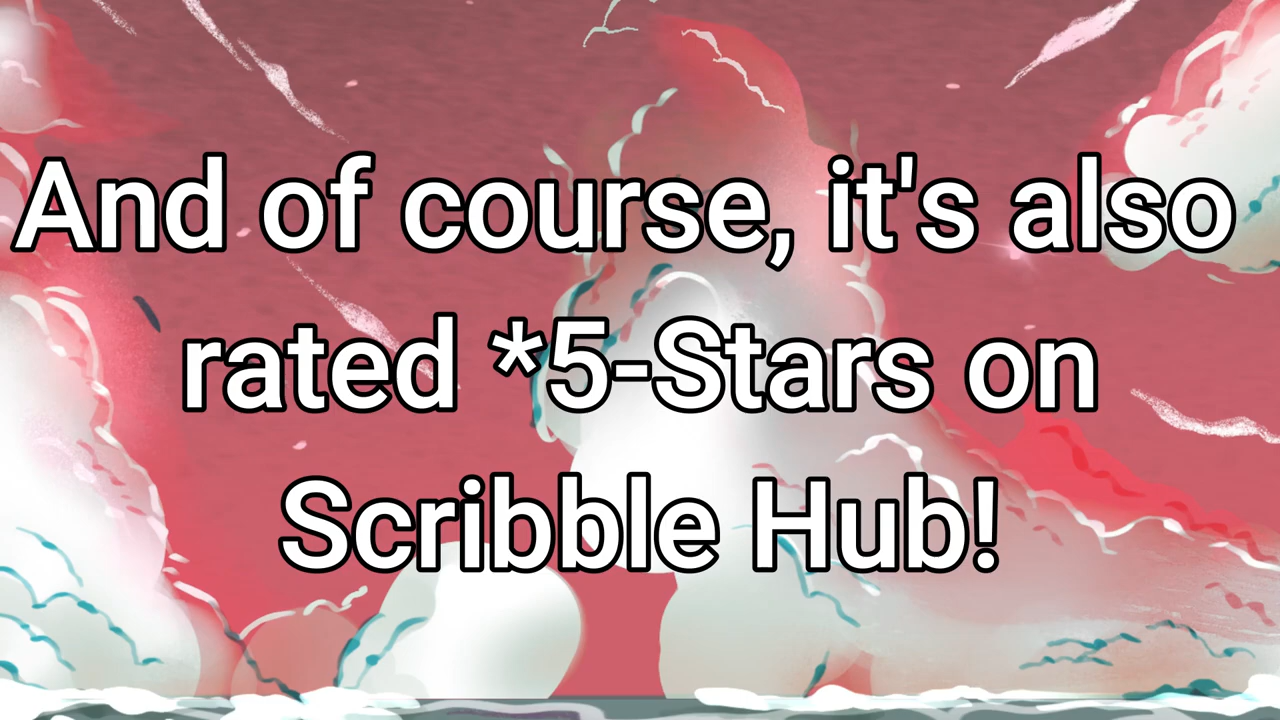 And of course, it's also
rated *5-Stars on
Scribble Hub!